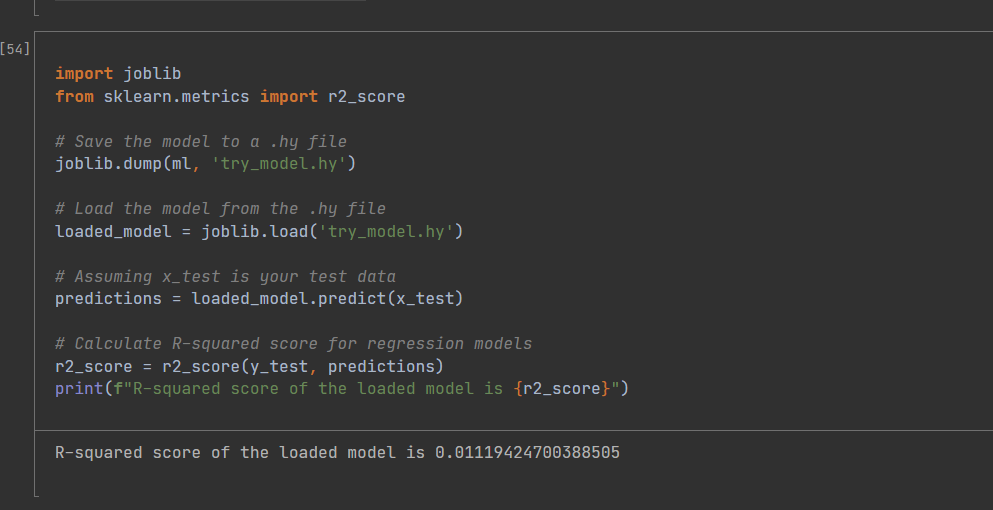 [54]
import joblib
from sklearn.metrics import r2_score
# Save the model to a .hy file
joblib.dump(ml, 'try_model.hy')
# Load the model from the .hy file
loaded_model = joblib.load('try_model.hy')
# Assuming x_test is your test data
predictions = loaded_model.predict(x_test)
# Calculate R-squared score for regression models
r2_score = r2_score(y_test, predictions)
print(f"R-squared score of the loaded model is {r2_score}")
R-squared score of the loaded model is 0.01119424700388505